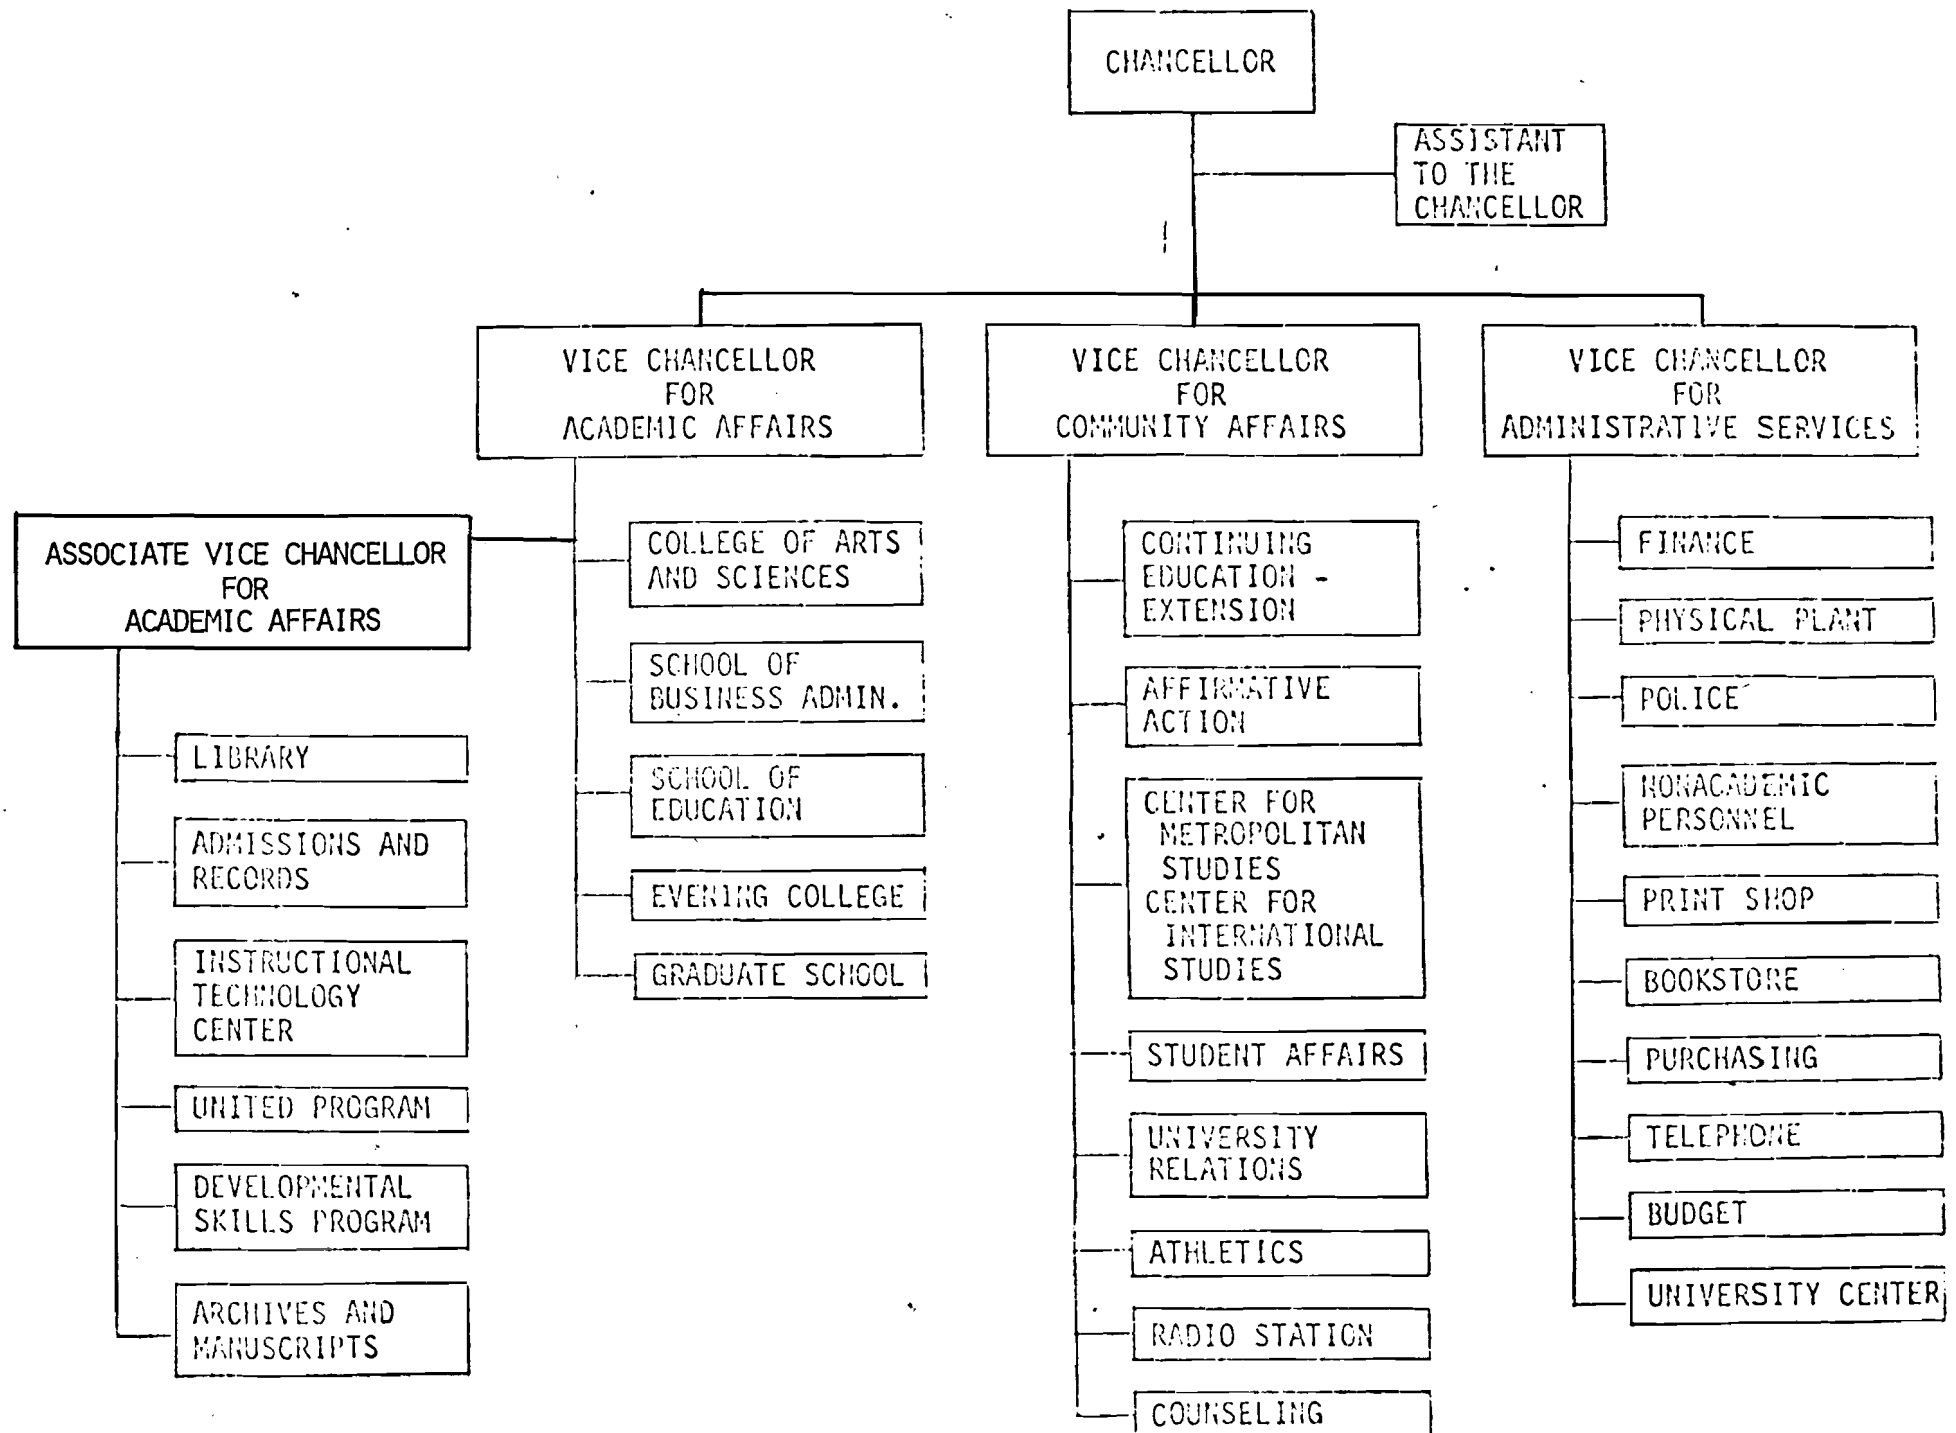 CHANCELLOR
ASSISTANT
TO THE
CHANCELLOR
VICE CHANCELLOR
FOR
ACADEMIC AFFAIRS
VICE CHANCELLOR
FOR
COMMUNITY AFFAIRS
VICE CHANCELLOR
FOR
ADMINISTRATIVE SERVICES
ASSOCIATE VICE CHANCELLOR
FOR
ACADEMIC AFFAIRS
LIBRARY
ADMISSIONS AND
RECORDS
INSTRUCTIONAL
TECHNOLOGY
CENTER
UNITED PROGRAM
DEVELOPMENTAL
SKILLS PROGRAM
ARCHIVES AND
MANUSCRIPTS
COLLEGE OF ARTS
AND SCIENCES
SCHOOL OF
BUSINESS ADMIN.
SCHOOL OF
EDUCATION
EVENING COLLEGE
GRADUATE SCHOOL
CONTINUING
EDUCATION -
EXTENSION
AFFIRMATIVE
ACTION
CENTER FOR
METROPOLITAN
STUDIES
CENTER FOR
INTERNATIONAL
STUDIES
STUDENT AFFAIRS
UNIVERSITY
RELATIONS
ATHLETICS
RADIO STATION
COUNSELING
FINANCE
PHYSICAL PLANT
POLICE
NONACADEMIC
PERSONNEL
PRINT SHOP
BOOKSTORE
PURCHASING
TELEPHONE
BUDGET
UNIVERSITY CENTER